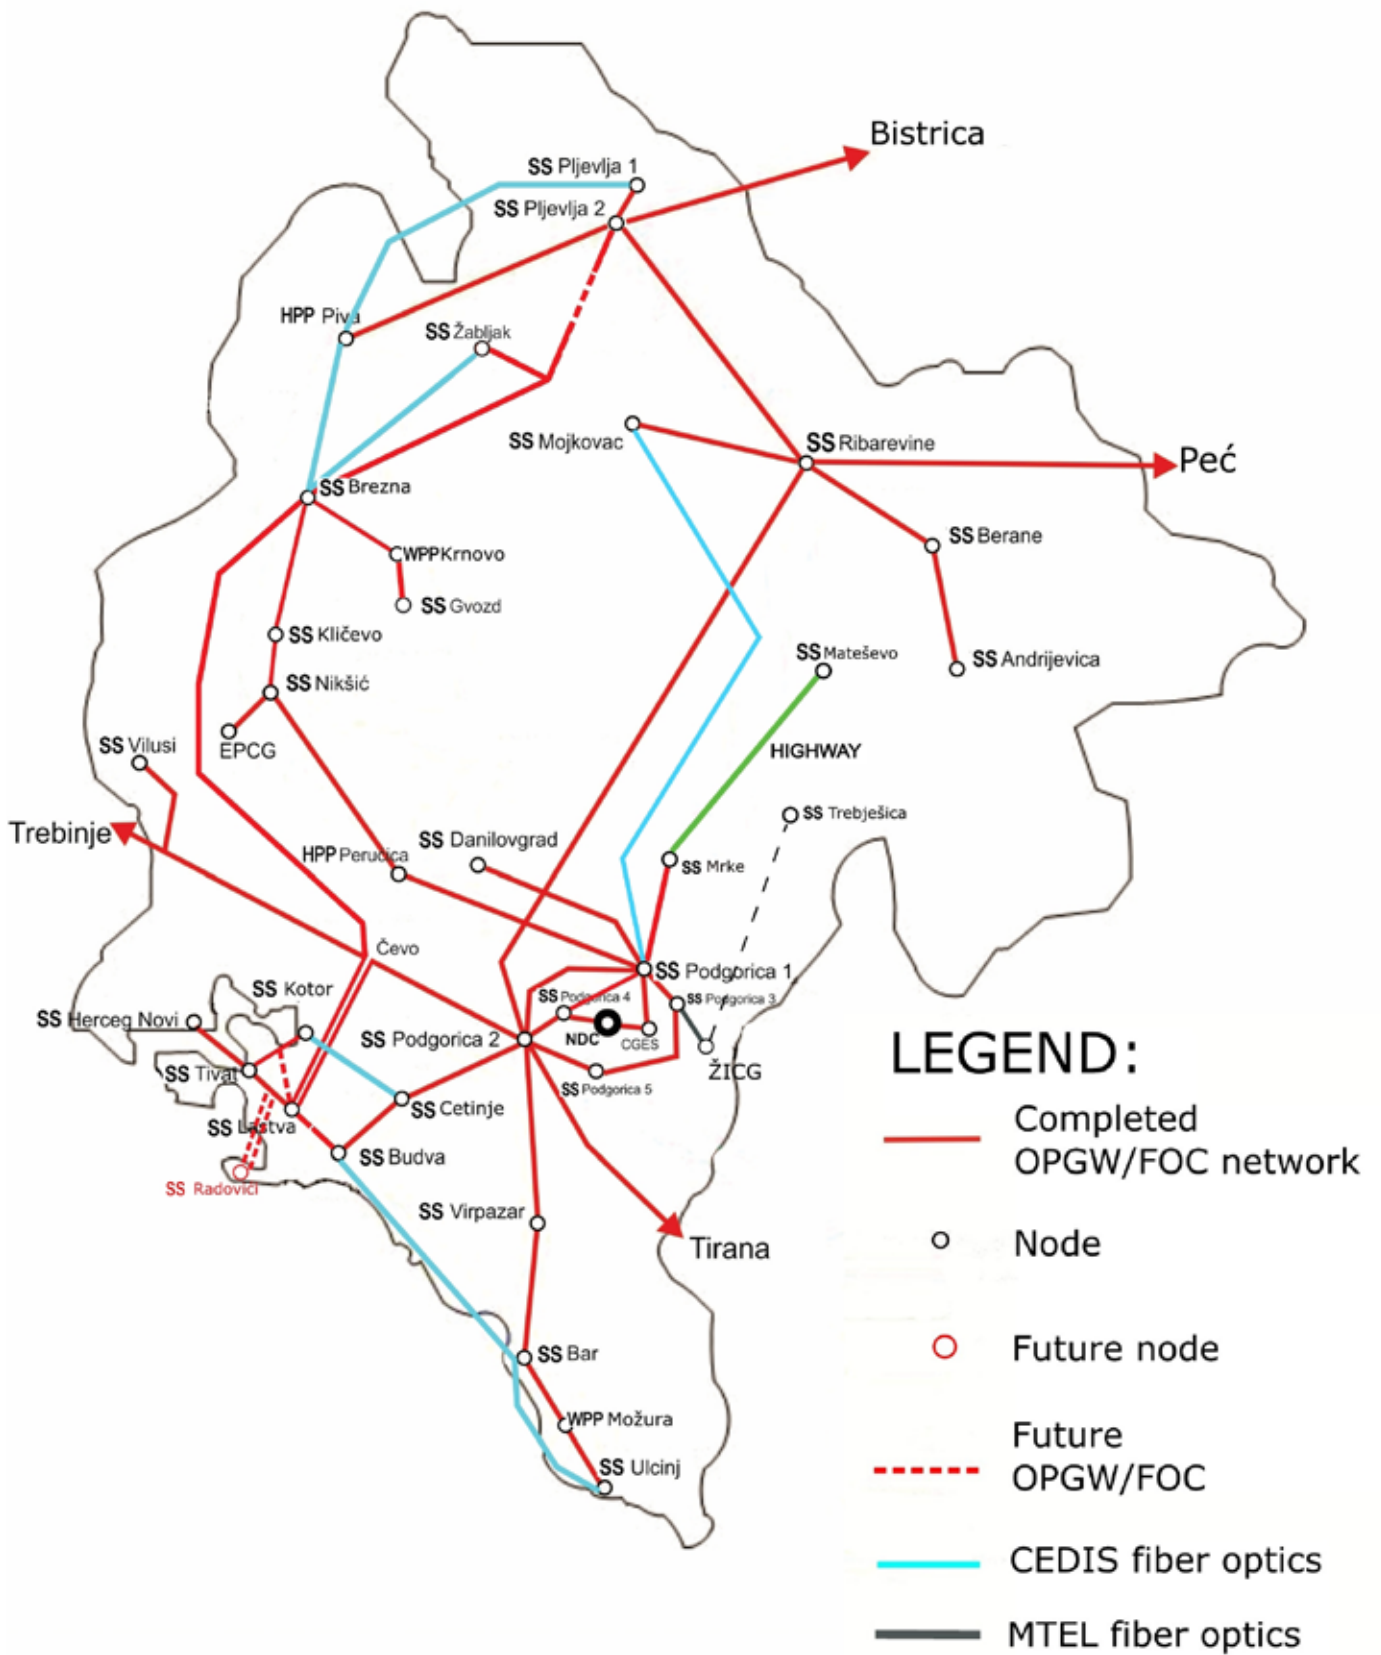 Bistrica
SS Pljevlja 1
SS Pljevlja 2
HPP Piva
SS Žabljak
SS Mojkovac
SS Ribarevine
Peć
SS Brezna
SS Berane
WPP Krnovo
SS Gvozd
SS Kličevo
SS Mateševo
SS Andrijevica
SS Nikšić
EPCG
SS Vilusi
HIGHWAY
Trebinje
SS Trebješica
SS Danilovgrad
HPP Perućica
SS Mrke
Čevo
SS Podgorica 1
SS Kotor
SS Podgorica 4
SS Podgorica 3
SS Herceg Novi
SS Podgorica 2
NDC
CGES
ŽICG
SS Tivat
SS Podgorica 5
SS Cetinje
SS Lastva
SS Budva
SS Radovići
SS Virpazar
Tirana
SS Bar
WPP Možura
SS Ulcinj
LEGEND:
Completed
OPGW/FOC network
Node
Future node
Future
OPGW/FOC
CEDIS fiber optics
MTEL fiber optics